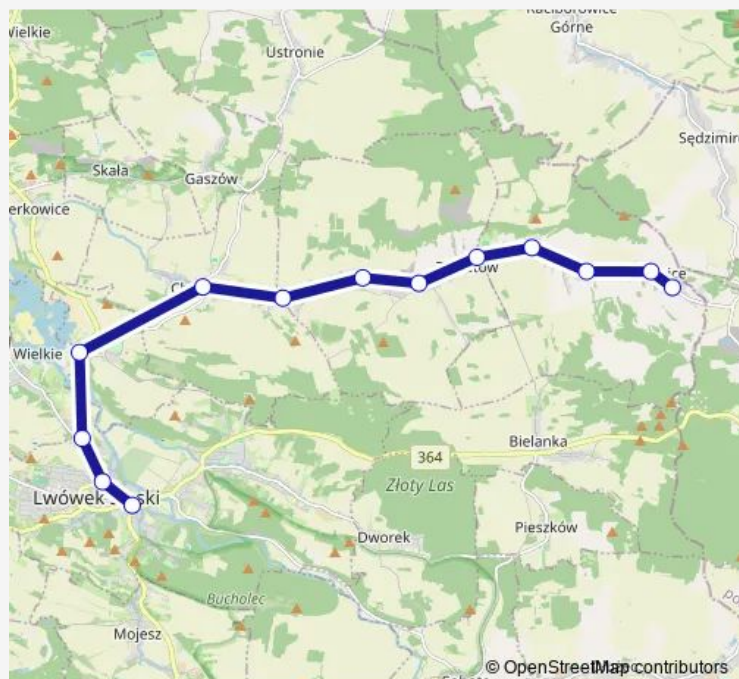 Wielkie
Raciborowice
Górne
Ustronie
Sędzimir
Skała
Gaszów
erkowice
Wielkie
Bielanka
364
Złoty Las
Lwówek
ski
Pieszków
Dworek
Bucholec
Mojesz
© OpenStreetMap contributors